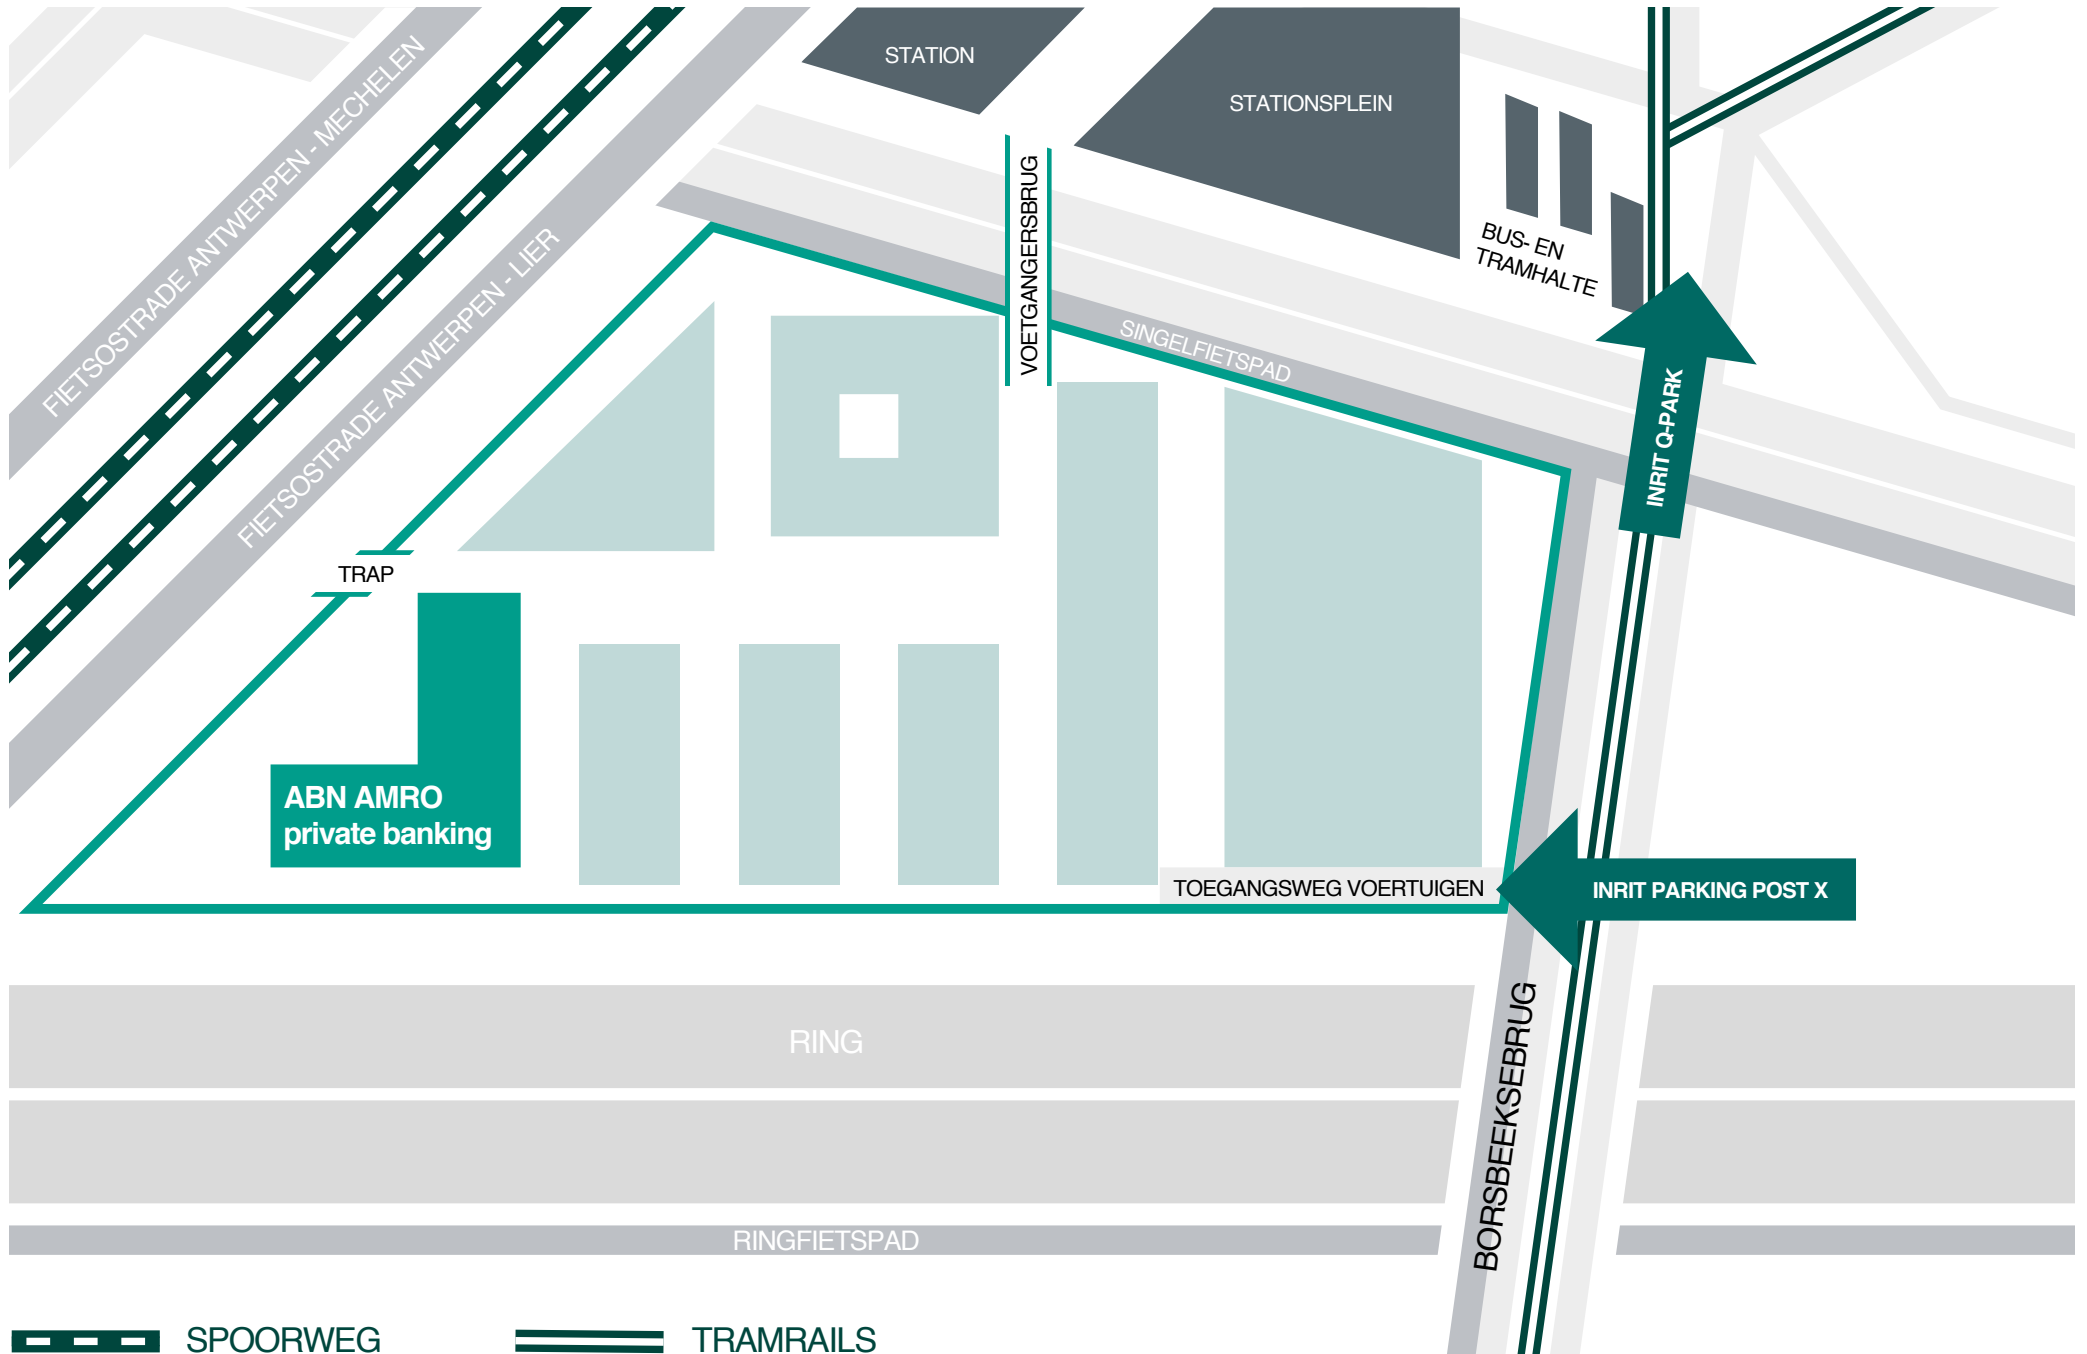 STATION
STATIONSPLEIN
FIETSOSTRADE ANTWERPEN - MECHELEN
VOETGANGERSBRUG
BUS- EN
TRAMHALTE
FIETSOSTRADE ANTWERPEN - LIER
SINGELFIETSPAD
INRIT Q-PARK
TRAP
ABN AMRO
private banking
TOEGANGSWEG VOERTUIGEN
INRIT PARKING POST X
RING
BORSBEEKSEBRUG
RINGFIETSPAD
SPOORWEG
TRAMRAILS